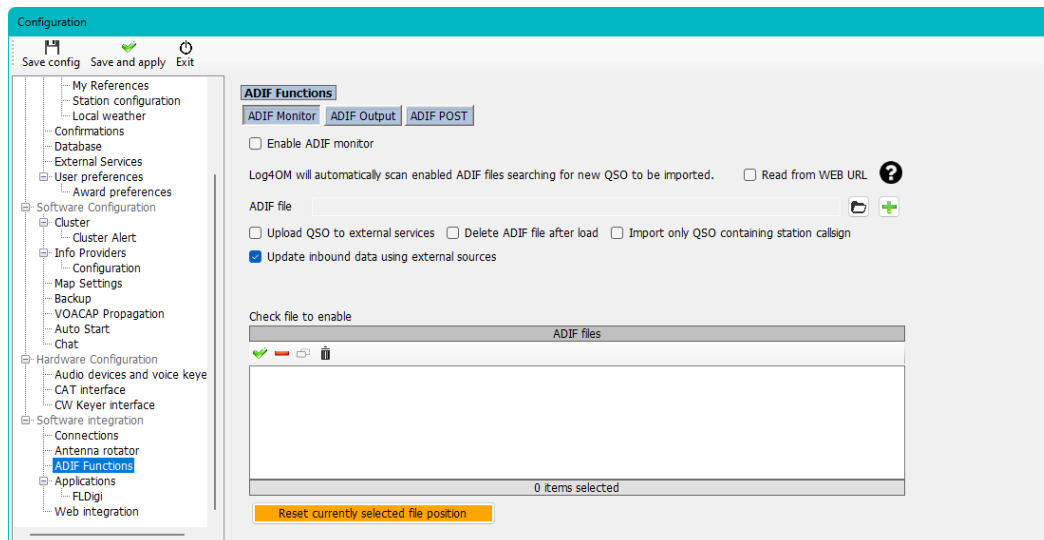 Configuration
Save config Save and apply Exit
My References
Station configuration
Local weather
Confirmations
Database
External Services
User preferences
Award preferences
Software Configuration
Cluster
Cluster Alert
Info Providers
Configuration
Map Settings
Backup
VOACAP Propagation
Auto Start
Chat
Hardware Configuration
Audio devices and voice keye
CAT interface
CW Keyer interface
Software integration
Connections
Antenna rotator
ADIF Functions
Applications
FLDigi
Web integration
ADIF Functions
ADIF Monitor ADIF Output ADIF POST
Enable ADIF monitor
Log4OM will automatically scan enabled ADIF files searching for new QSO to be imported. Read from WEB URL ?
ADIF file
Upload QSO to external services Delete ADIF file after load Import only QSO containing station callsign
Update inbound data using external sources
Check file to enable
ADIF files
0 items selected
Reset currently selected file position